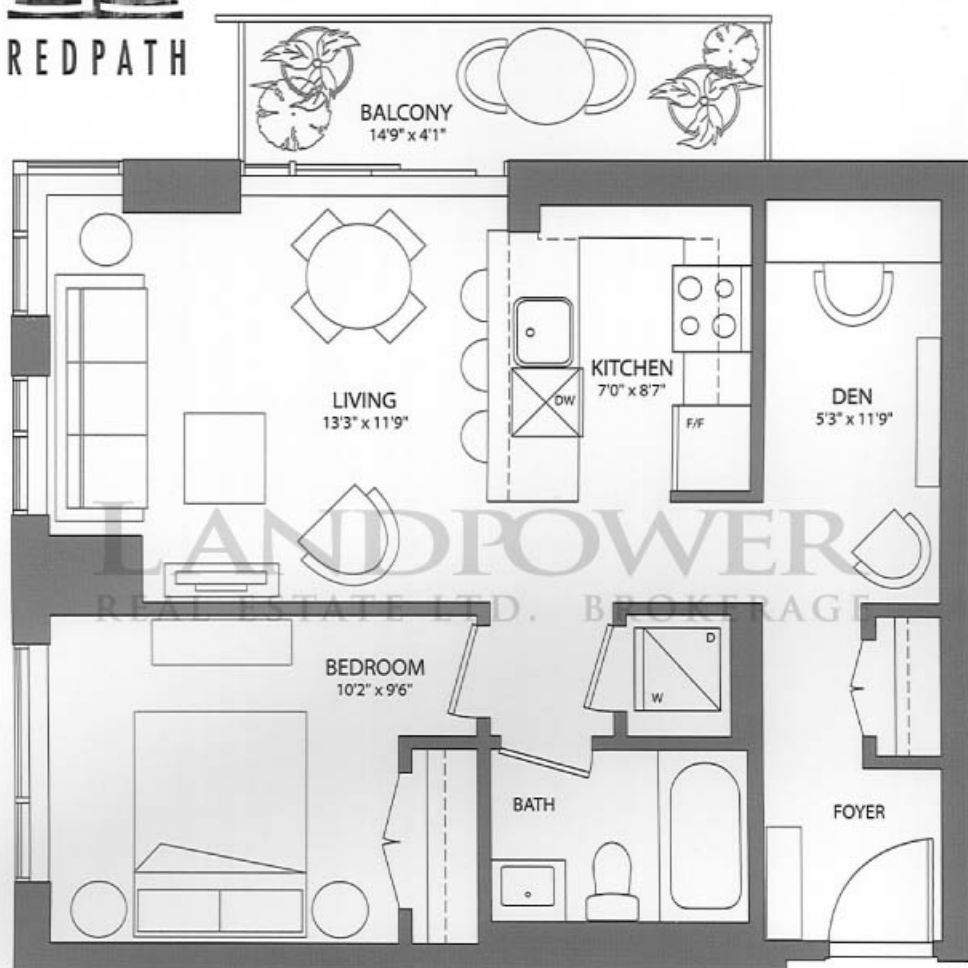 REDPATH
BALCONY
14'9" x 4'1"
LIVING
13'3" x 11'9"
KITCHEN
7'0" x 8'7"
DW
F/F
DEN
5'3" x 11'9"
LANDPOWER
REAL ESTATE LTD. BROKERAGE
BEDROOM
10'2" x 9'6"
D
W
BATH
FOYER